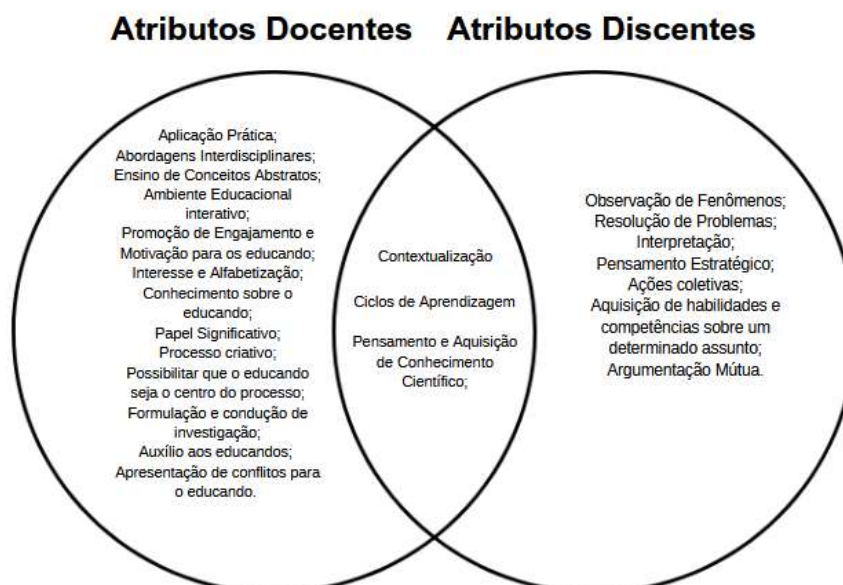 Atributos Docentes
Atributos Discentes
Aplicação Prática;
Abordagens Interdisciplinares;
Ensino de Conceitos Abstratos;
Ambiente Educacional
interativo;
Promoção de Engajamento e
Motivação para os educando;
Interesse e Alfabetização;
Conhecimento sobre o
educando;
Papel Significativo;
Processo criativo;
Possibilitar que o educando
seja o centro do processo;
Formulação e condução de
investigação;
Auxílio aos educandos;
Apresentação de conflitos para
o educando.
Contextualização
Ciclos de Aprendizagem
Pensamento e Aquisição
de Conhecimento
Científico;
Observação de Fenômenos;
Resolução de Problemas;
Interpretação;
Pensamento Estratégico;
Ações coletivas;
Aquisição de habilidades e
competências sobre um
determinado assunto;
Argumentação Mútua.